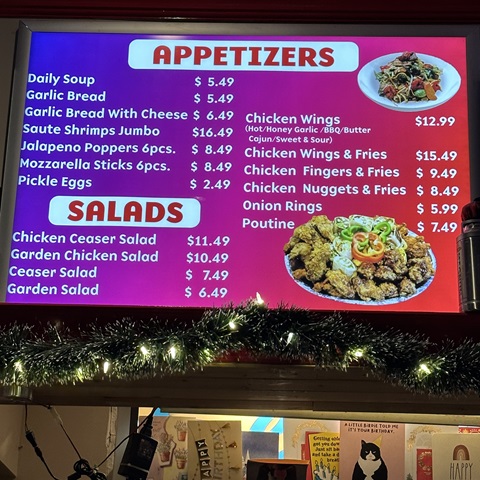 APPETIZERS
Daily Soup $ 5.49
Garlic Bread $ 5.49
Garlic Bread With Cheese $ 6.49
Saute Shrimps Jumbo $16.49
Jalapeno Poppers 6pcs. $ 8.49
Mozzarella Sticks 6pcs. $ 8.49
Pickle Eggs $ 2.49
Chicken Wings $12.99
(Hot/Honey Garlic /BBQ/Butter
Cajun/Sweet & Sour)
Chicken Wings & Fries $15.49
Chicken Fingers & Fries $ 9.49
Chicken Nuggets & Fries $ 8.49
Onion Rings $ 5.99
Poutine $ 7.49
SALADS
Chicken Ceaser Salad $11.49
Garden Chicken Salad $10.49
Ceaser Salad $ 7.49
Garden Salad $ 6.49
HAPPY
A LITTLE BIRDIE TOLD ME
IT'S YOUR BIRTHDAY.
HAPPY